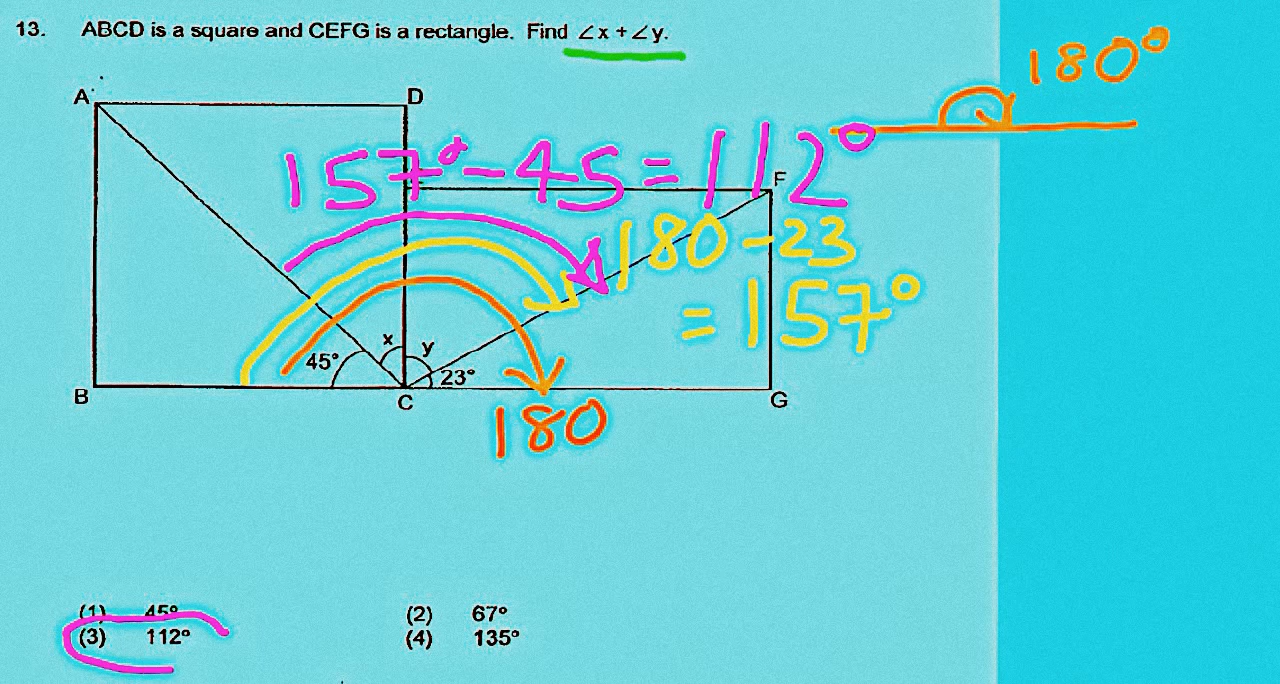 13. ABCD is a square and CEFG is a rectangle. Find ∠x + ∠y.
180°
A D
157° - 45 = 112°
F
180 - 23
= 157°
x y
45° 23°
B C G
180
(1) 45° (2) 67°
(3) 112° (4) 135°